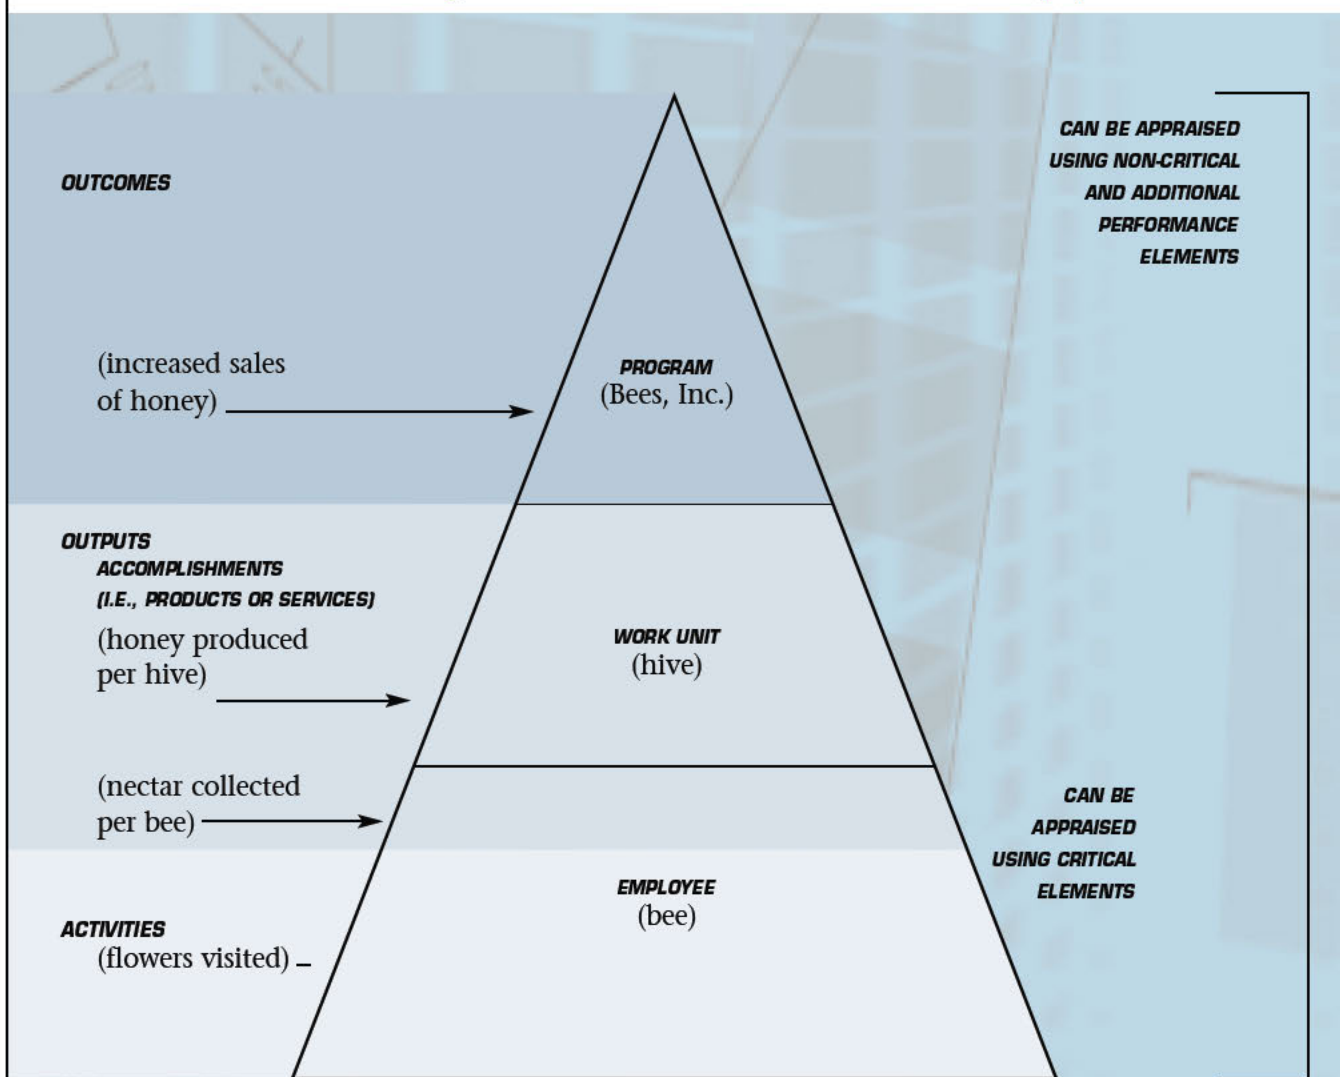 OUTCOMES
(increased sales
of honey)
PROGRAM
(Bees, Inc.)
CAN BE APPRAISED
USING NON-CRITICAL
AND ADDITIONAL
PERFORMANCE
ELEMENTS
OUTPUTS
ACCOMPLISHMENTS
(I.E., PRODUCTS OR SERVICES)
(honey produced
per hive)
WORK UNIT
(hive)
(nectar collected
per bee)
CAN BE
APPRAISED
USING CRITICAL
ELEMENTS
EMPLOYEE
(bee)
ACTIVITIES
(flowers visited)